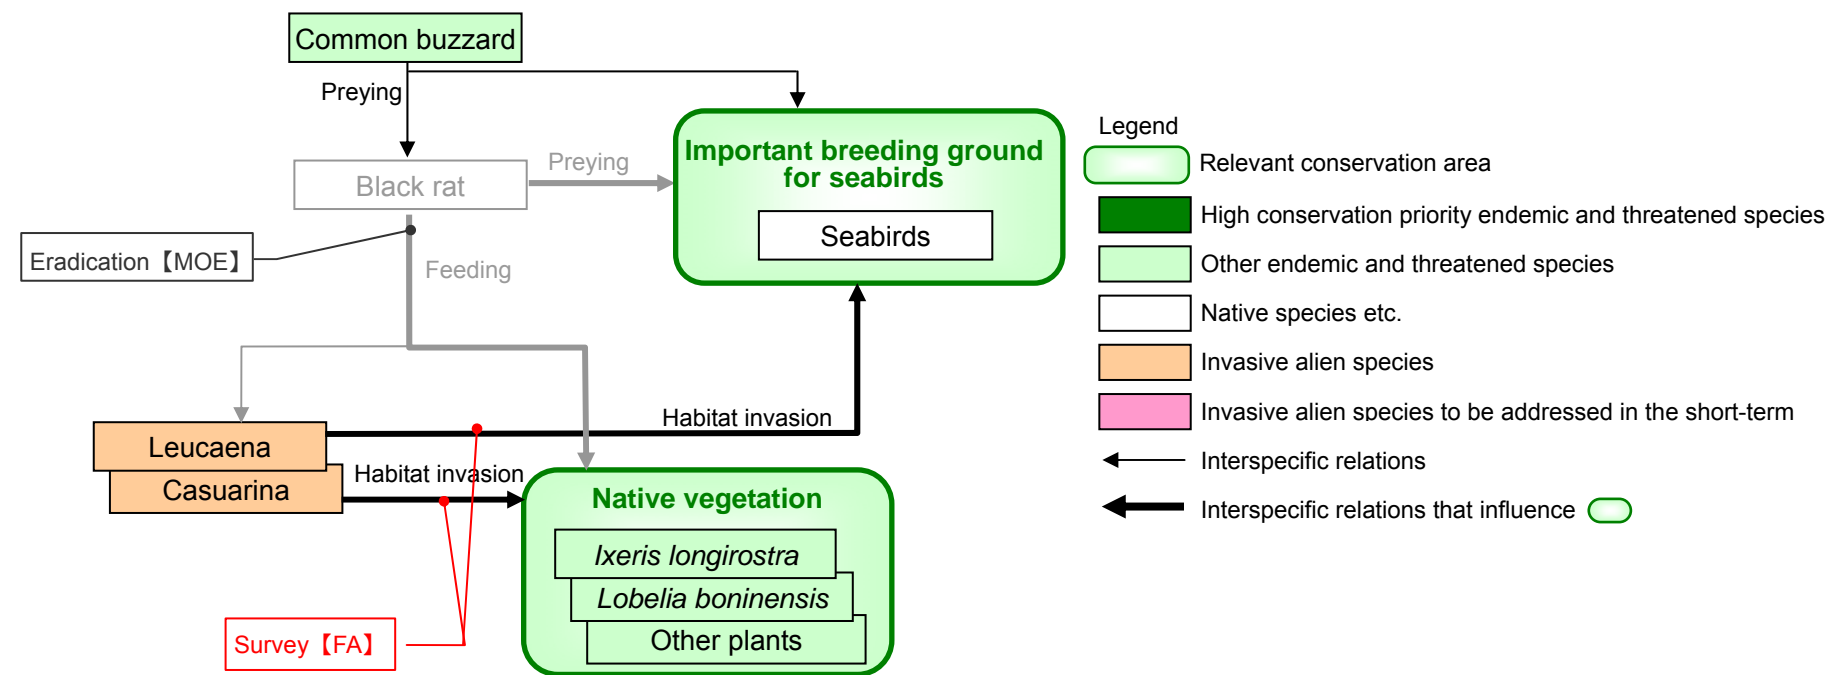 Common buzzard
Preying
Black rat
Preying
Important breeding ground
for seabirds
Seabirds
Eradication【MOE】
Feeding
Habitat invasion
Leucaena
Casuarina
Habitat invasion
Native vegetation
Ixeris longirostra
Lobelia boninensis
Other plants
Survey【FA】
Legend
Relevant conservation area
High conservation priority endemic and threatened species
Other endemic and threatened species
Native species etc.
Invasive alien species
Invasive alien species to be addressed in the short-term
Interspecific relations
Interspecific relations that influence